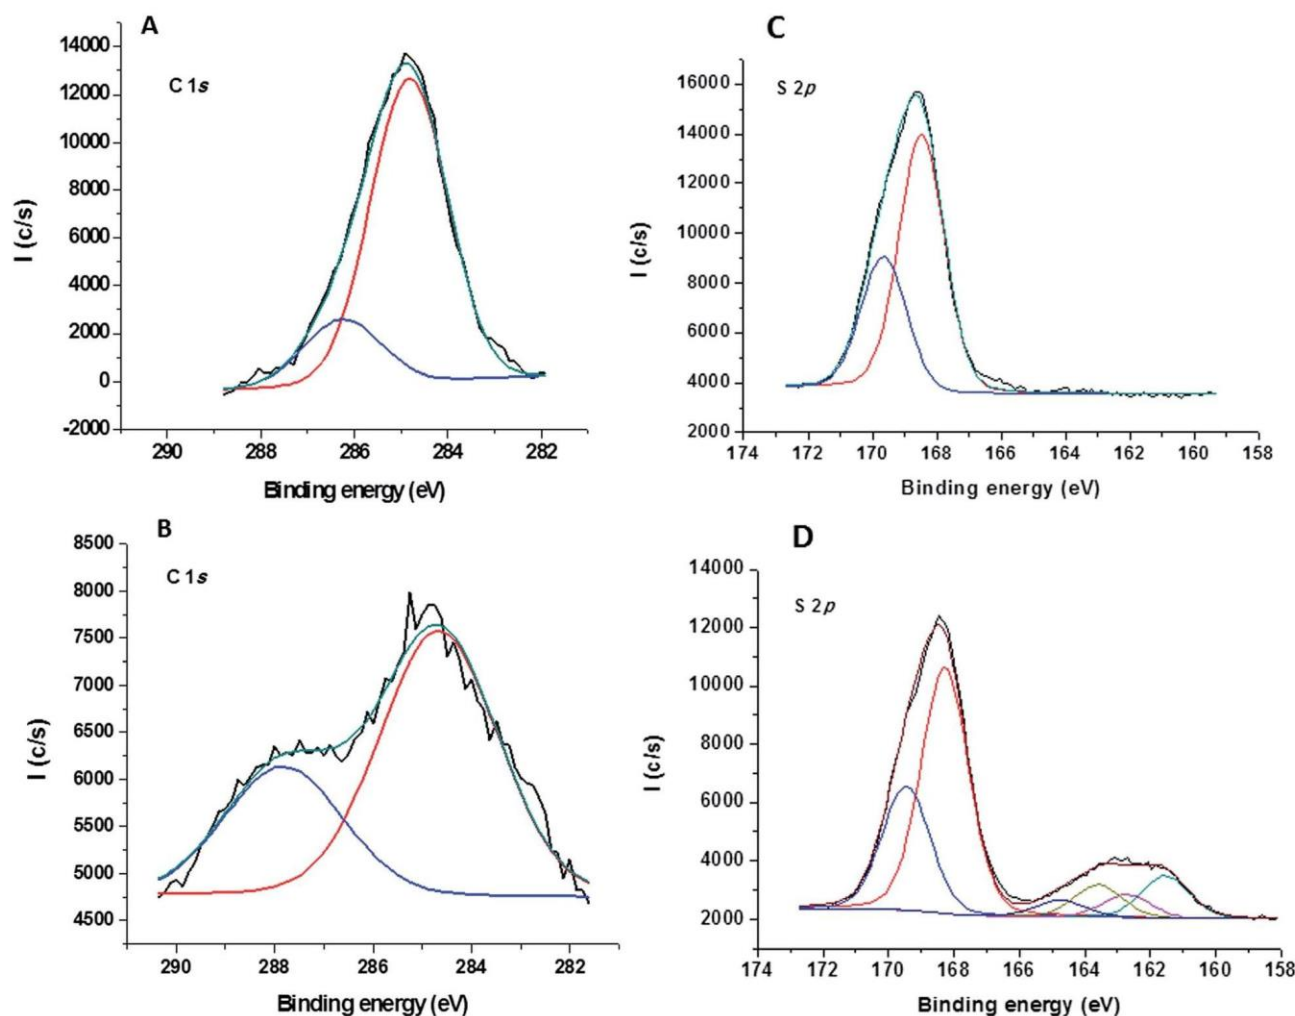 A
C 1s
I (c/s)
14000
12000
10000
8000
6000
4000
2000
0
-2000
290 288 286 284 282
Binding energy (eV)
C
S 2p
I (c/s)
16000
14000
12000
10000
8000
6000
4000
2000
174 172 170 168 166 164 162 160 158
Binding energy (eV)
B
C 1s
I (c/s)
8500
8000
7500
7000
6500
6000
5500
5000
4500
290 288 286 284 282
Binding energy (eV)
D
S 2p
I (c/s)
14000
12000
10000
8000
6000
4000
2000
174 172 170 168 166 164 162 160 158
Binding energy (eV)